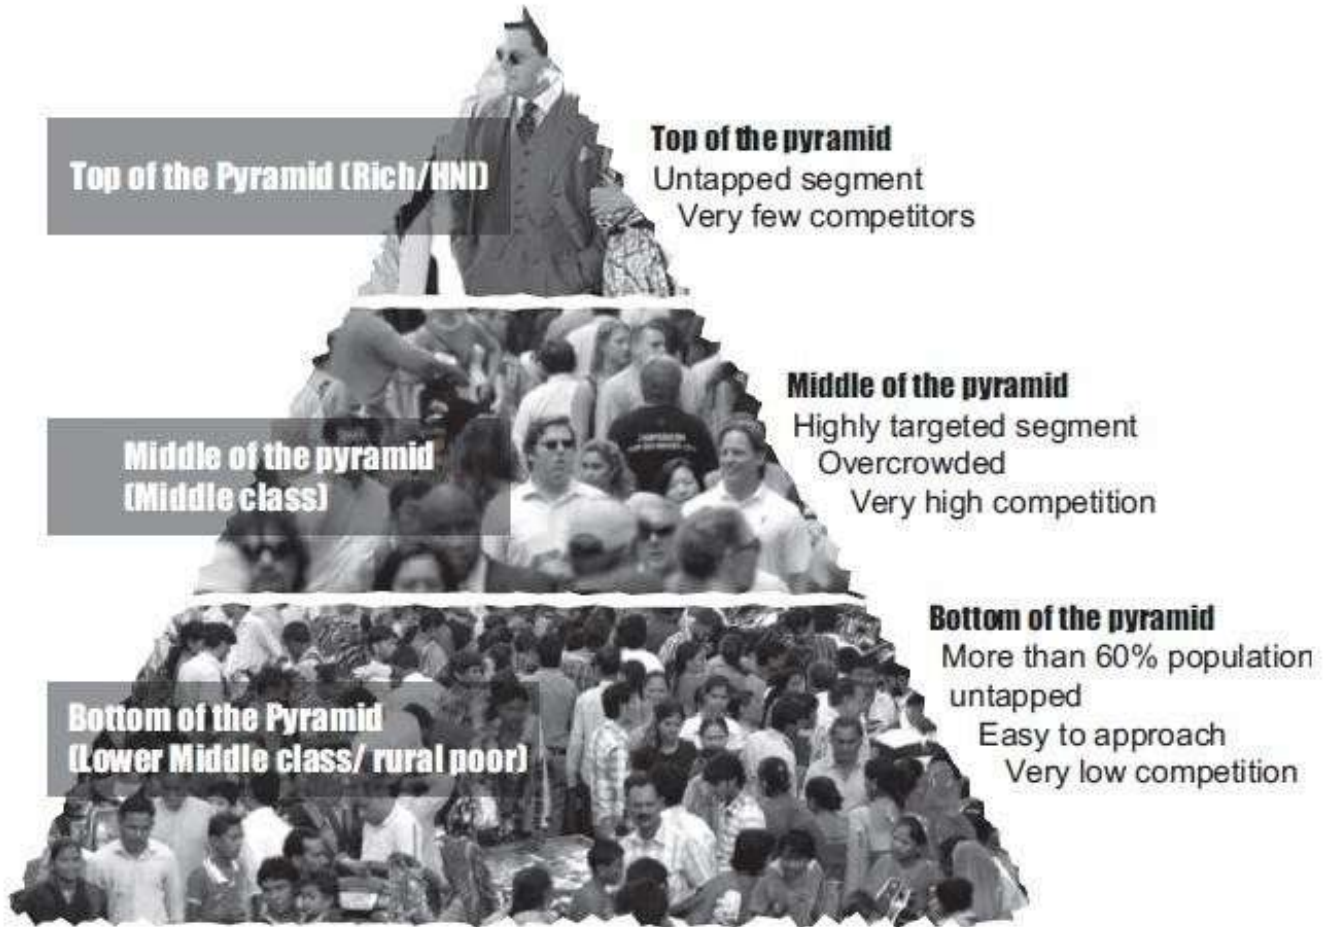 Top of the Pyramid (Rich/HNI)
Top of the pyramid
Untapped segment
Very few competitors
Middle of the pyramid
(Middle class)
Middle of the pyramid
Highly targeted segment
Overcrowded
Very high competition
Bottom of the Pyramid
(Lower Middle class/ rural poor)
Bottom of the pyramid
More than 60% population
untapped
Easy to approach
Very low competition